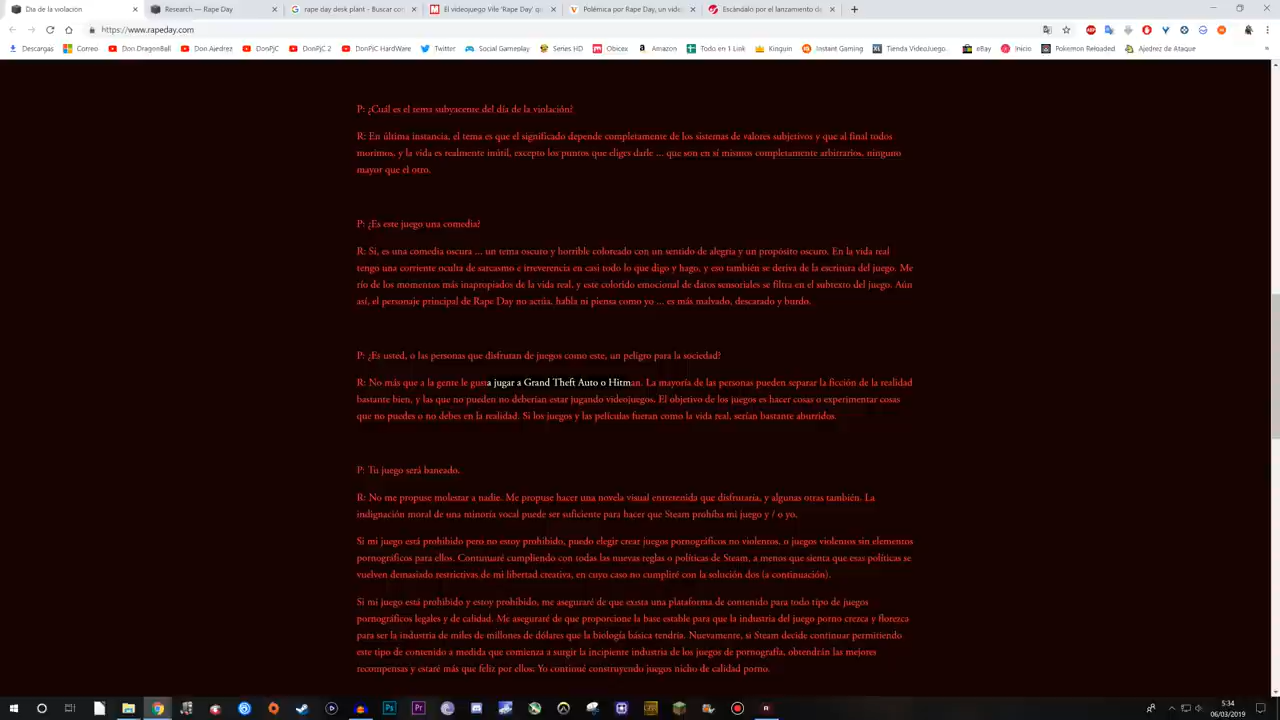 Día de la violación
Research — Rape Day
rape day desk plant - Buscar con
El videojuego Vile 'Rape Day' qu
Polémica por Rape Day, un vide
Escándalo por el lanzamiento de
https://www.rapeday.com
Descargas
Correo
Don DragonBall
Don Ajedrez
DonPjC
DonPjC 2
DonPjC HardWare
Twitter
Social Gameplay
Series HD
Obicex
Amazon
Todo en 1 Link
Kinguin
Instant Gaming
Tienda VideoJuego...
eBay
Inicio
Pokemon Reloaded
Ajedrez de Ataque
P: ¿Cuál es el tema subyacente del día de la violación?
R: En última instancia, el tema es que el significado depende completamente de los sistemas de valores subjetivos y que al final todos
morimos, y la vida es realmente inútil, excepto los puntos que eliges darle ... que son en sí mismos completamente arbitrarios, ninguno
mayor que el otro.
P: ¿Es este juego una comedia?
R: Sí, es una comedia oscura ... un tema oscuro y horrible coloreado con un sentido de alegría y un propósito oscuro. En la vida real
tengo una corriente oculta de sarcasmo e irreverencia en casi todo lo que digo y hago, y eso también se deriva de la escritura del juego. Me
río de los momentos más inapropiados de la vida real, y este colorido emocional de datos sensoriales se filtra en el subtexto del juego. Aún
así, el personaje principal de Rape Day no actúa, habla ni piensa como yo ... es más malvado, descarado y burdo.
P: ¿Es usted, o las personas que disfrutan de juegos como este, un peligro para la sociedad?
R: No más que a la gente le gusta jugar a Grand Theft Auto o Hitman. La mayoría de las personas pueden separar la ficción de la realidad
bastante bien, y las que no pueden no deberían estar jugando videojuegos. El objetivo de los juegos es hacer cosas o experimentar cosas
que no puedes o no debes en la realidad. Si los juegos y las películas fueran como la vida real, serían bastante aburridos.
P: Tu juego será baneado.
R: No me propuse molestar a nadie. Me propuse hacer una novela visual entretenida que disfrutaría, y algunas otras también. La
indignación moral de una minoría vocal puede ser suficiente para hacer que Steam prohíba mi juego y / o yo.
Si mi juego está prohibido pero no estoy prohibido, puedo elegir crear juegos pornográficos no violentos, o juegos violentos sin elementos
pornográficos para ellos. Continuaré cumpliendo con todas las nuevas reglas o políticas de Steam, a menos que sienta que esas políticas se
vuelven demasiado restrictivas de mi libertad creativa, en cuyo caso no cumpliré con la solución dos (a continuación).
Si mi juego está prohibido y estoy prohibido, me aseguraré de que exista una plataforma de contenido para todo tipo de juegos
pornográficos legales y de calidad. Me aseguraré de que proporcione la base estable para que la industria del juego porno crezca y florezca
para ser la industria de miles de millones de dólares que la biología básica tendría. Nuevamente, si Steam decide continuar permitiendo
este tipo de contenido a medida que comienza a surgir la incipiente industria de los juegos de pornografía, obtendrán las mejores
recompensas y estaré más que feliz por ellos. Yo continué construyendo juegos nicho de calidad porno.
5:34
06/03/2019